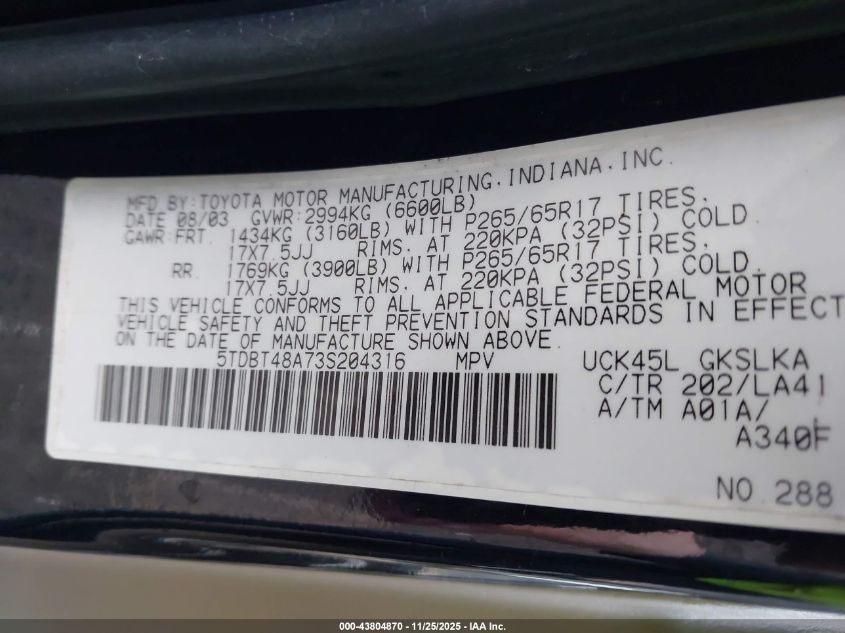 MFD.BY:TOYOTA MOTOR MANUFACTURING.INDIANA.INC.
DATE 08/03 GVWR:2994KG (6600LB)
GAWR:FRT. 1434KG (3160LB) WITH P265/65R17 TIRES.
17X7.5JJ RIMS. AT 220KPA (32PSI) COLD.
RR. 1769KG (3900LB) WITH P265/65R17 TIRES.
17X7.5JJ RIMS. AT 220KPA (32PSI) COLD.
THIS VEHICLE CONFORMS TO ALL APPLICABLE FEDERAL MOTOR
VEHICLE SAFETY AND THEFT PREVENTION STANDARDS IN EFFECT
ON THE DATE OF MANUFACTURE SHOWN ABOVE.
5TDBT48A73S204316 MPV UCK45L GKSLKA
C/TR 202/LA41
A/TM A01A/
A340F
NO 288
000-43804870 - 11/25/2025 - IAA Inc.